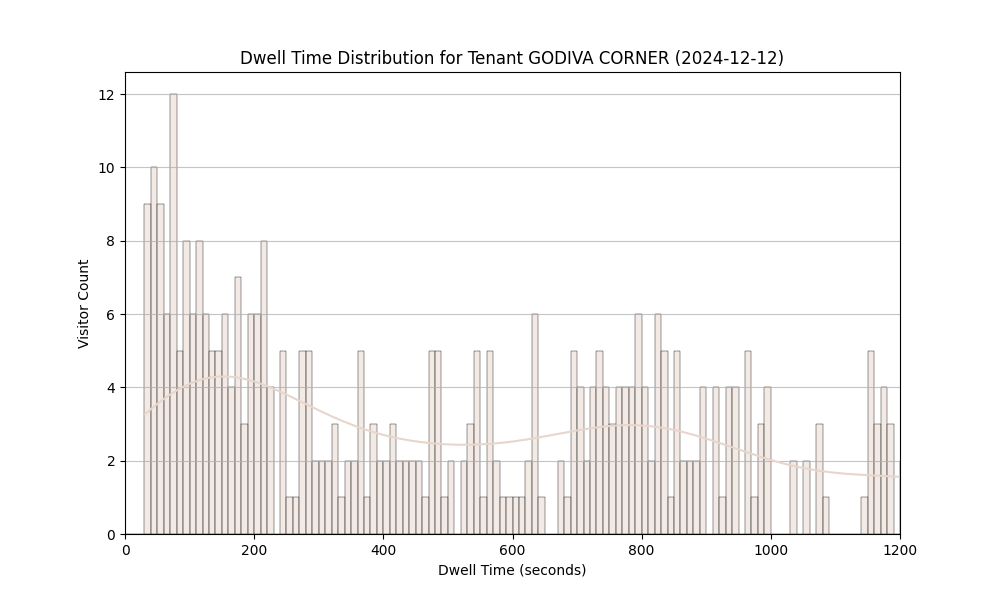 Dwell Time Distribution for Tenant GODIVA CORNER (2024-12-12)
12
10
8
6
4
2
0
Visitor Count
0 200 400 600 800 1000 1200
Dwell Time (seconds)